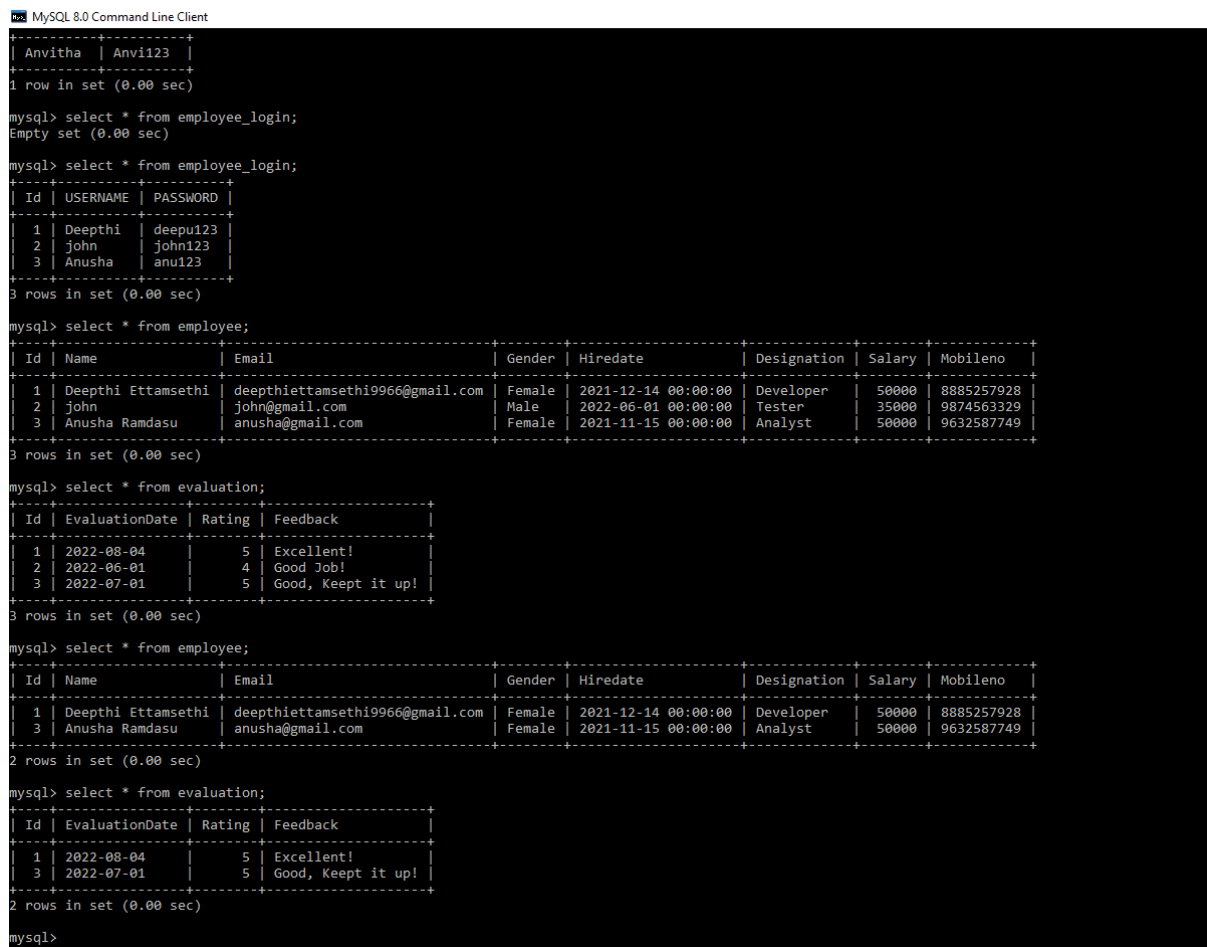 MySQL 8.0 Command Line Client
+----------+----------+
| Anvitha  | Anvi123  |
+----------+----------+
1 row in set (0.00 sec)

mysql> select * from employee_login;
Empty set (0.00 sec)

mysql> select * from employee_login;
+----+----------+----------+
| Id | USERNAME | PASSWORD |
+----+----------+----------+
|  1 | Deepthi  | deepu123 |
|  2 | john     | john123  |
|  3 | Anusha   | anu123   |
+----+----------+----------+
3 rows in set (0.00 sec)

mysql> select * from employee;
+----+-------------------+--------------------------------+--------+---------------------+-------------+--------+------------+
| Id | Name              | Email                          | Gender | Hiredate            | Designation | Salary | Mobileno   |
+----+-------------------+--------------------------------+--------+---------------------+-------------+--------+------------+
|  1 | Deepthi Ettamsethi | deepthiettamsethi9966@gmail.com | Female | 2021-12-14 00:00:00 | Developer   |  50000 | 8885257928 |
|  2 | john              | john@gmail.com                 | Male   | 2022-06-01 00:00:00 | Tester      |  35000 | 9874563329 |
|  3 | Anusha Ramdasu    | anusha@gmail.com               | Female | 2021-11-15 00:00:00 | Analyst     |  50000 | 9632587749 |
+----+-------------------+--------------------------------+--------+---------------------+-------------+--------+------------+
3 rows in set (0.00 sec)

mysql> select * from evaluation;
+----+----------------+--------+--------------------+
| Id | EvaluationDate | Rating | Feedback           |
+----+----------------+--------+--------------------+
|  1 | 2022-08-04     |      5 | Excellent!         |
|  2 | 2022-06-01     |      4 | Good Job!          |
|  3 | 2022-07-01     |      5 | Good, Keept it up! |
+----+----------------+--------+--------------------+
3 rows in set (0.00 sec)

mysql> select * from employee;
+----+-------------------+--------------------------------+--------+---------------------+-------------+--------+------------+
| Id | Name              | Email                          | Gender | Hiredate            | Designation | Salary | Mobileno   |
+----+-------------------+--------------------------------+--------+---------------------+-------------+--------+------------+
|  1 | Deepthi Ettamsethi | deepthiettamsethi9966@gmail.com | Female | 2021-12-14 00:00:00 | Developer   |  50000 | 8885257928 |
|  3 | Anusha Ramdasu    | anusha@gmail.com               | Female | 2021-11-15 00:00:00 | Analyst     |  50000 | 9632587749 |
+----+-------------------+--------------------------------+--------+---------------------+-------------+--------+------------+
2 rows in set (0.00 sec)

mysql> select * from evaluation;
+----+----------------+--------+--------------------+
| Id | EvaluationDate | Rating | Feedback           |
+----+----------------+--------+--------------------+
|  1 | 2022-08-04     |      5 | Excellent!         |
|  3 | 2022-07-01     |      5 | Good, Keept it up! |
+----+----------------+--------+--------------------+
2 rows in set (0.00 sec)

mysql>